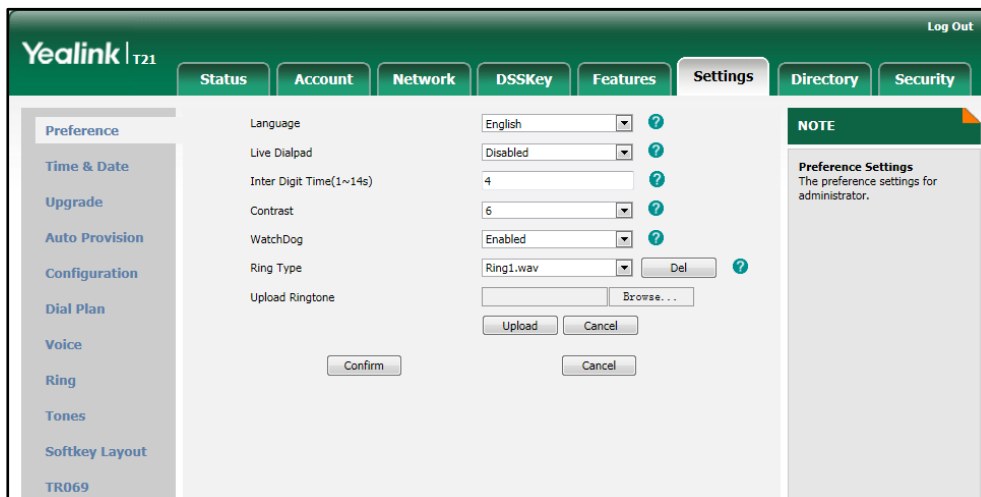 Log Out
Yealink T21
Status Account Network DSSKey Features Settings Directory Security
Preference
Time & Date
Upgrade
Auto Provision
Configuration
Dial Plan
Voice
Ring
Tones
Softkey Layout
TR069
Language English ?
Live Dialpad Disabled ?
Inter Digit Time(1~14s) 4 ?
Contrast 6 ?
WatchDog Enabled ?
Ring Type Ring1.wav Del ?
Upload Ringtone Browse...
Upload Cancel
Confirm Cancel
NOTE
Preference Settings
The preference settings for
administrator.